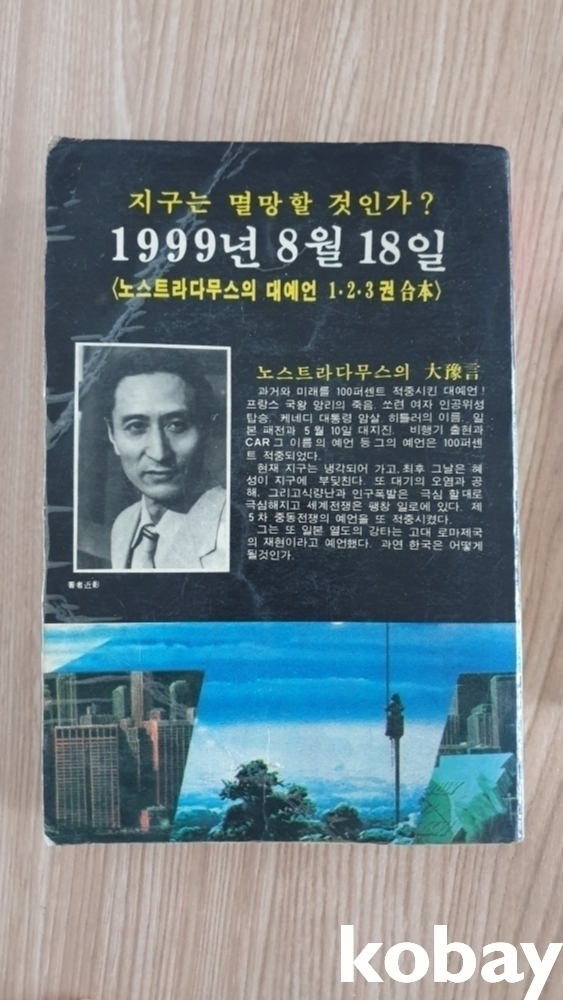 지구는 멸망할 것인가?
1999년 8월 18일
〈노스트라다무스의 대예언 1·2·3권 合本〉
노스트라다무스의 大豫言
과거와 미래를 100퍼센트 적중시킨 대예언!
프랑스 국왕 앙리의 죽음, 쏘련 여자 인공위성
탑승, 케네디 대통령 암살, 히틀러의 이름, 일
본 패전과 5월 10일 대지진, 비행기 출현과
CAR 그 이름의 예언 등 그의 예언은 100퍼센
트 적중되었다.
현재 지구는 냉각되어 가고, 최후 그날은 혜
성이 지구에 부딪친다. 또 대기의 오염과 공
해, 그리고식량난과 인구폭발은 극심 할대로
극심해지고 세계전쟁은 팽창 일로에 있다. 제
5차 중동전쟁의 예언을 또 적중시켰다.
그는 또 일본 열도의 강타는 고대 로마제국
의 재현이라고 예언했다. 과연 한국은 어떻게
될것인가.
著者近影
kobay